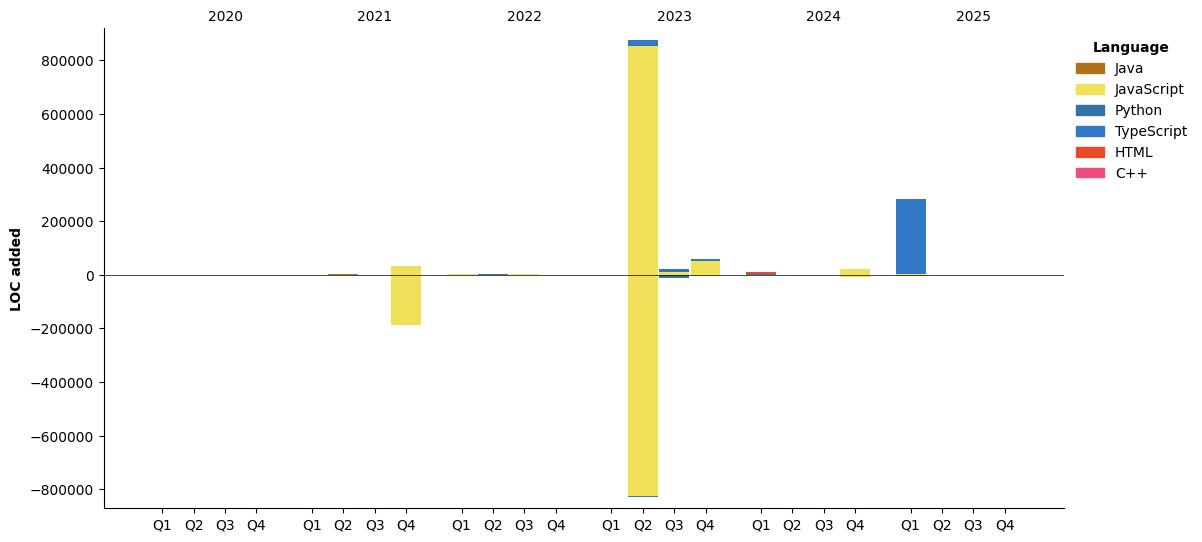 2020 2021 2022 2023 2024 2025
Language
Java
JavaScript
Python
TypeScript
HTML
C++
LOC added
800000
600000
400000
200000
0
−200000
−400000
−600000
−800000
Q1 Q2 Q3 Q4 Q1 Q2 Q3 Q4 Q1 Q2 Q3 Q4 Q1 Q2 Q3 Q4 Q1 Q2 Q3 Q4 Q1 Q2 Q3 Q4